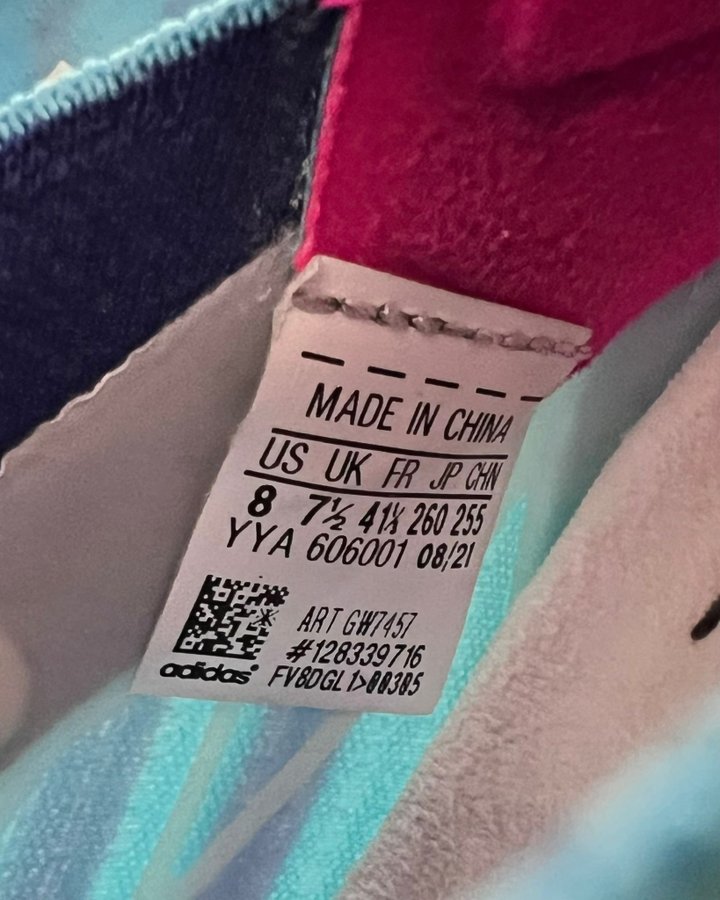 MADE IN CHINA
US UK FR JP CHN
8 7½ 41⅓ 260 255
YYA 606001 08/21
ART GW7457
#128339716
adidas FV8DGL1>00305